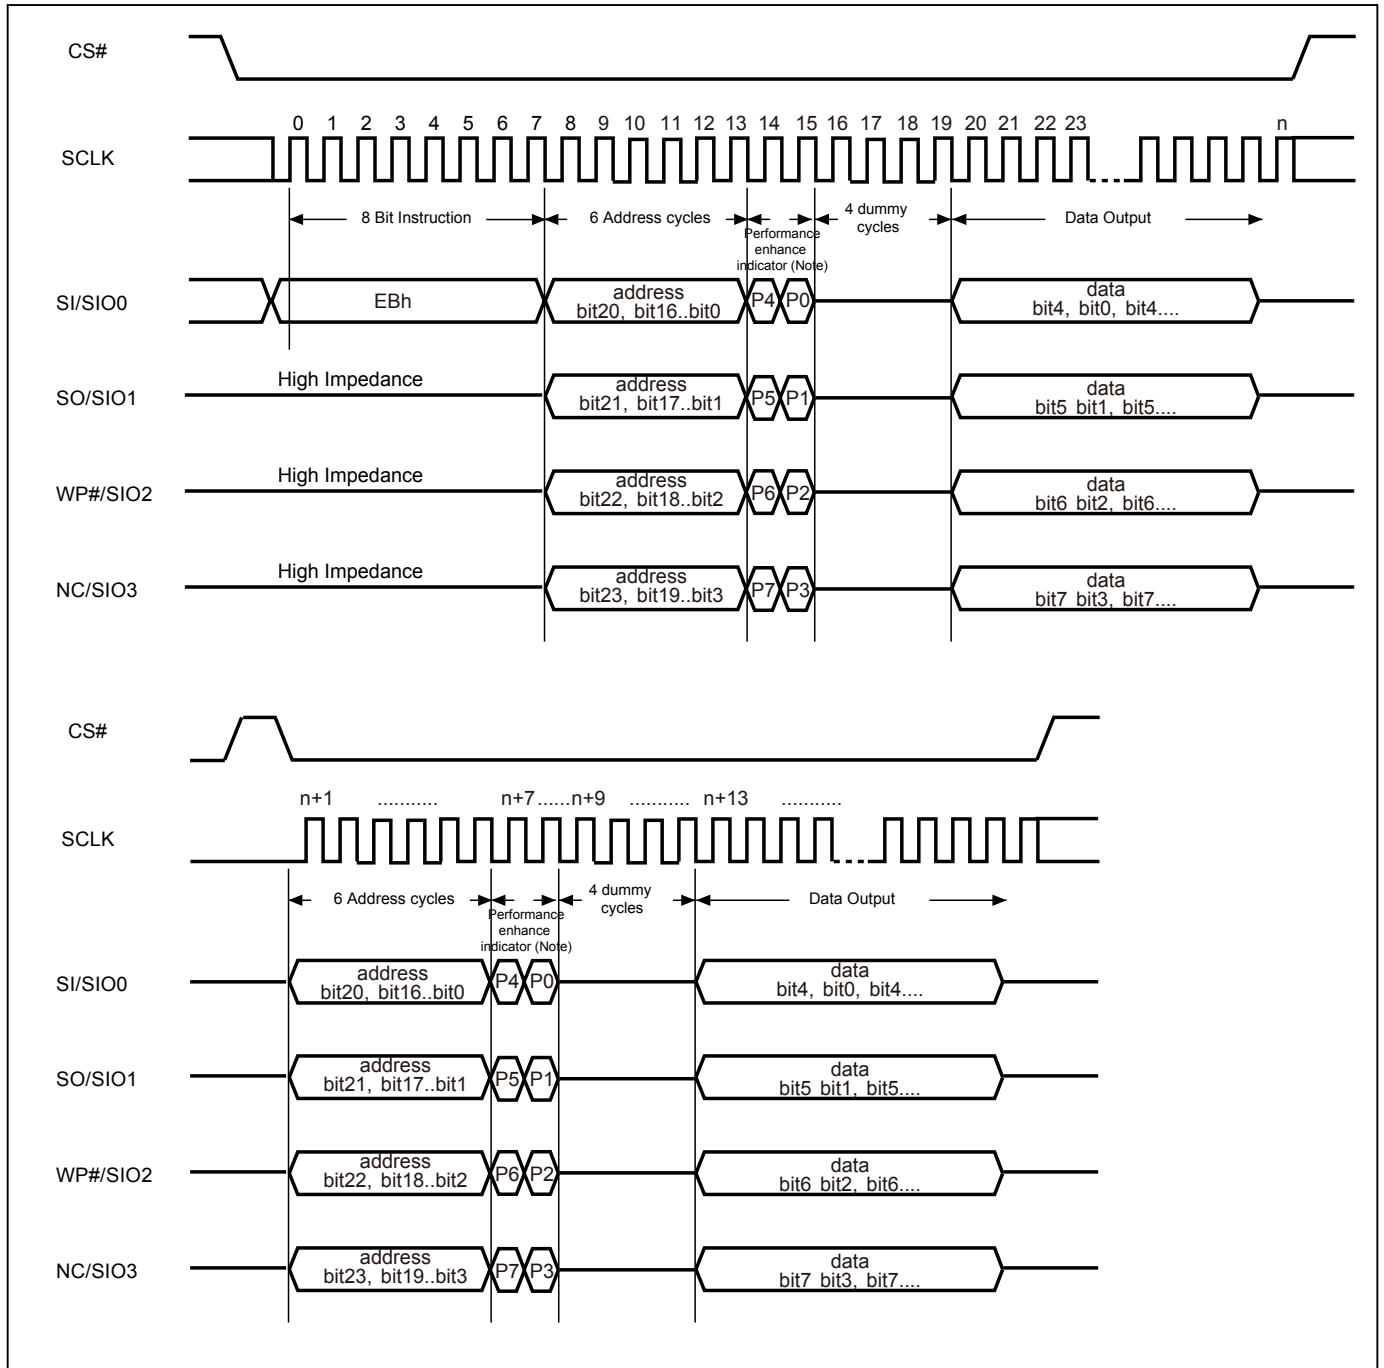 CS#
0 1 2 3 4 5 6 7 8 9 10 11 12 13 14 15 16 17 18 19 20 21 22 23 n
SCLK
8 Bit Instruction
6 Address cycles
Performance
enhance
indicator (Note)
4 dummy
cycles
Data Output
SI/SIO0
EBh
address
bit20, bit16..bit0
P4 P0
data
bit4, bit0, bit4....
SO/SIO1
High Impedance
address
bit21, bit17..bit1
P5 P1
data
bit5 bit1, bit5....
WP#/SIO2
High Impedance
address
bit22, bit18..bit2
P6 P2
data
bit6 bit2, bit6....
NC/SIO3
High Impedance
address
bit23, bit19..bit3
P7 P3
data
bit7 bit3, bit7....
CS#
n+1 ........... n+7......n+9 ........... n+13 ...........
SCLK
6 Address cycles
Performance
enhance
indicator (Note)
4 dummy
cycles
Data Output
SI/SIO0
address
bit20, bit16..bit0
P4 P0
data
bit4, bit0, bit4....
SO/SIO1
address
bit21, bit17..bit1
P5 P1
data
bit5 bit1, bit5....
WP#/SIO2
address
bit22, bit18..bit2
P6 P2
data
bit6 bit2, bit6....
NC/SIO3
address
bit23, bit19..bit3
P7 P3
data
bit7 bit3, bit7....